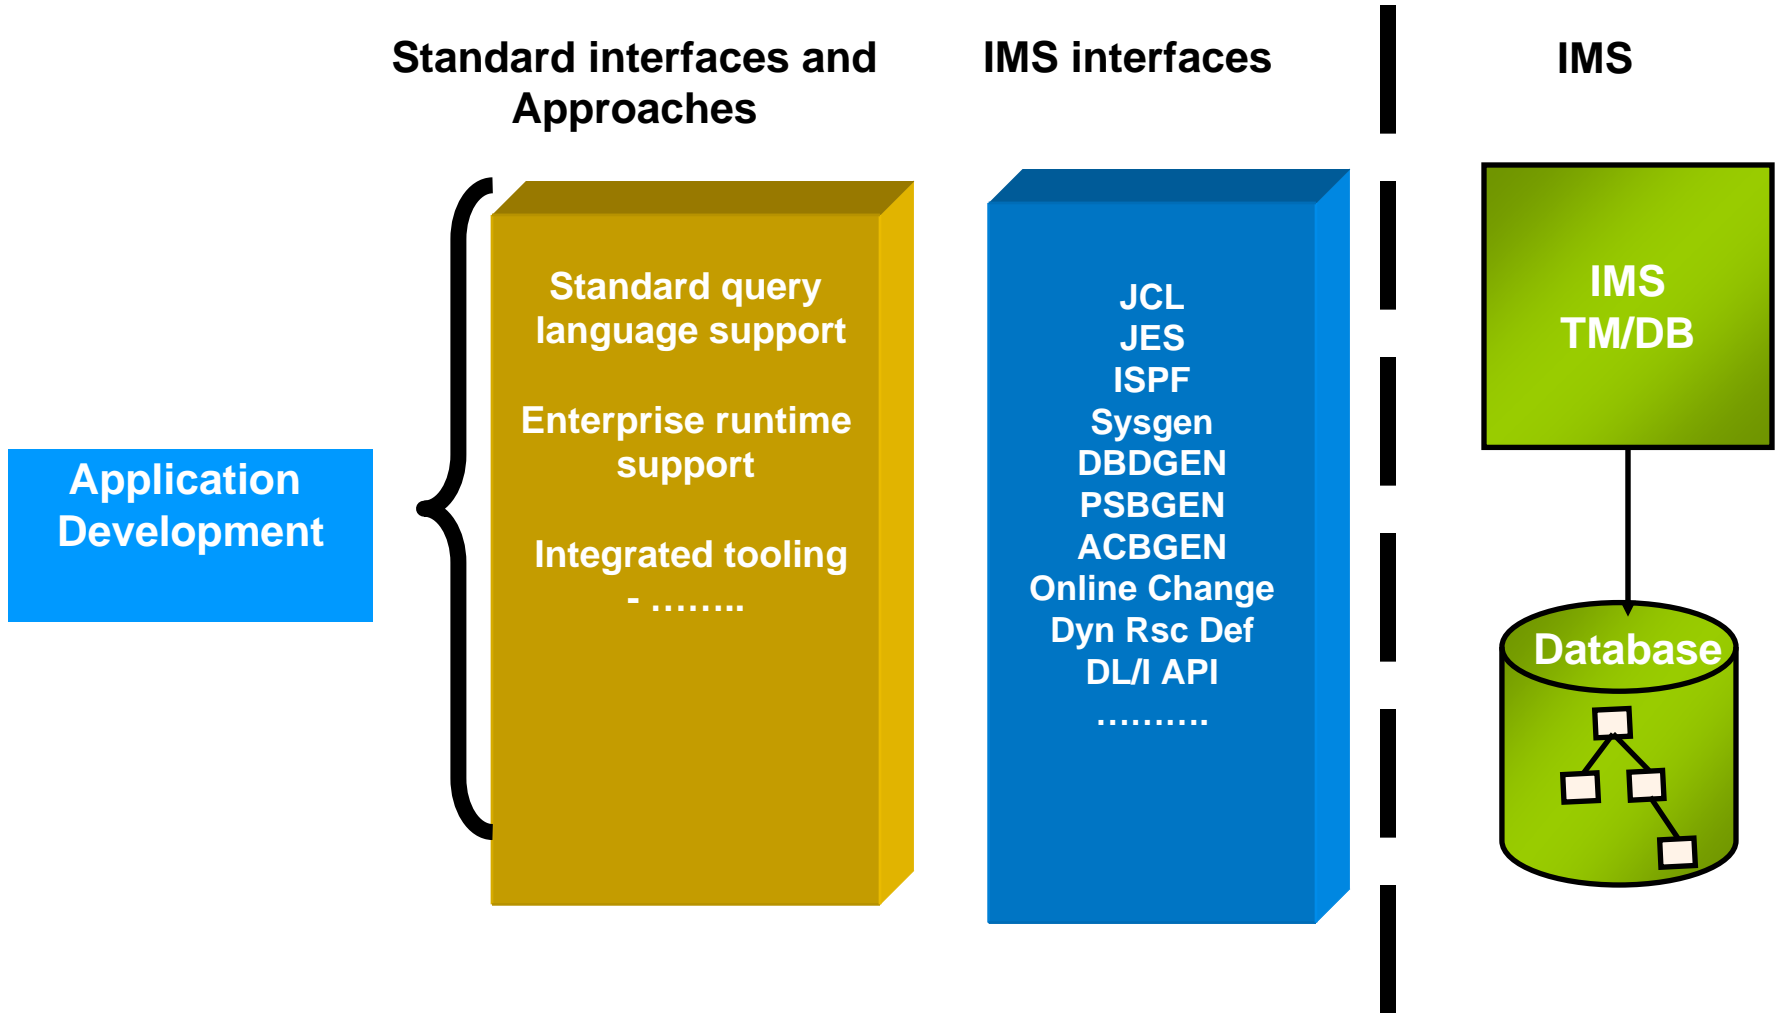 Standard interfaces and
Approaches
IMS interfaces
IMS
Application
Development
Standard query
language support
Enterprise runtime
support
Integrated tooling
- ……..
JCL
JES
ISPF
Sysgen
DBDGEN
PSBGEN
ACBGEN
Online Change
Dyn Rsc Def
DL/I API
……….
IMS
TM/DB
Database